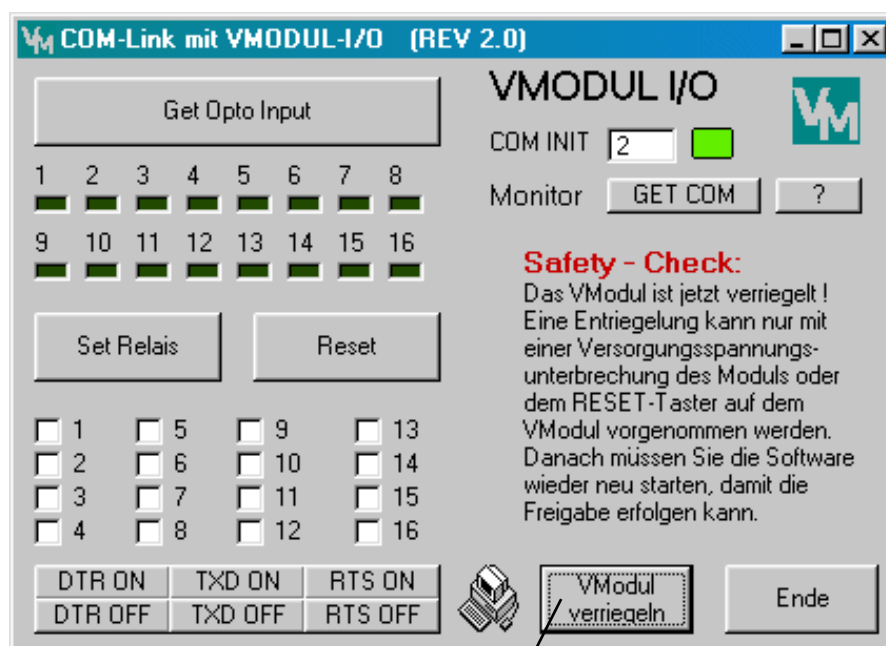 VM COM-Link mit VMODUL-I/O (REV 2.0)
Get Opto Input
1 2 3 4 5 6 7 8
9 10 11 12 13 14 15 16
Set Relais Reset
1 5 9 13
2 6 10 14
3 7 11 15
4 8 12 16
DTR ON TXD ON RTS ON
DTR OFF TXD OFF RTS OFF
VMODUL I/O
VM
COM INIT 2
Monitor GET COM ?
Safety - Check:
Das VModul ist jetzt verriegelt !
Eine Entriegelung kann nur mit
einer Versorgungsspannungs-
unterbrechung des Moduls oder
dem RESET-Taster auf dem
VModul vorgenommen werden.
Danach müssen Sie die Software
wieder neu starten, damit die
Freigabe erfolgen kann.
VModul
verriegeln
Ende